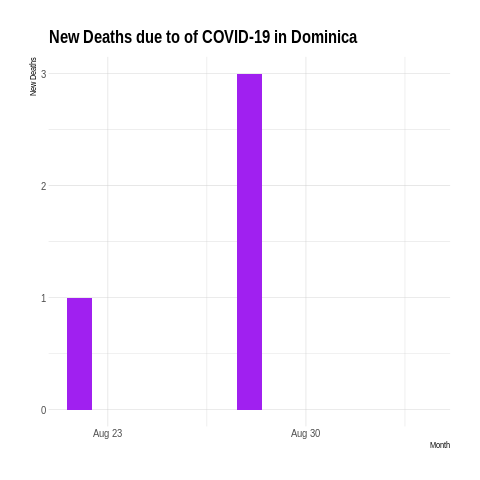 New Deaths due to of COVID-19 in Dominica
New Deaths
3
2
1
0
Aug 23
Aug 30
Month